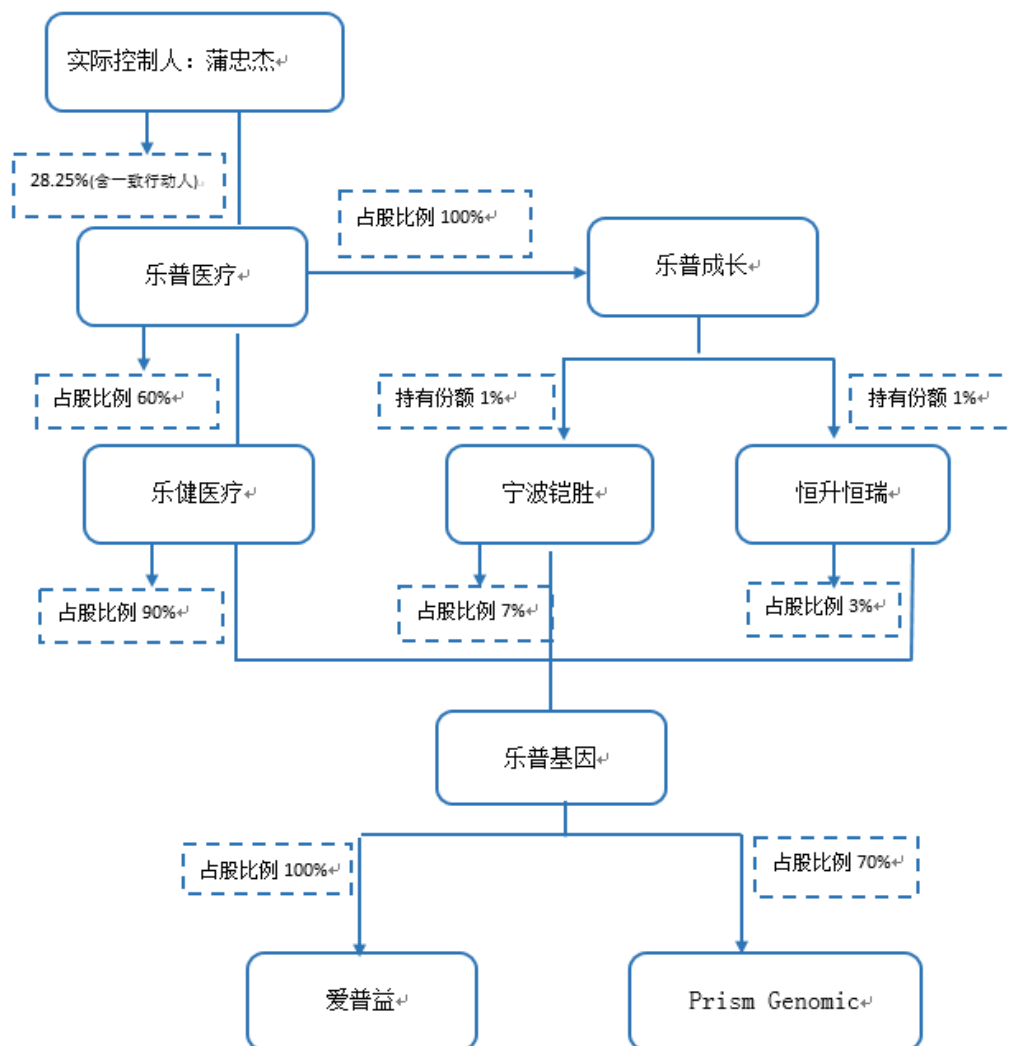 实际控制人：蒲忠杰
28.25%(含一致行动人)
占股比例 100%
乐普医疗
乐普成长
占股比例 60%
持有份额 1%
持有份额 1%
乐健医疗
宁波铠胜
恒升恒瑞
占股比例 90%
占股比例 7%
占股比例 3%
乐普基因
占股比例 100%
占股比例 70%
爱普益
Prism Genomic